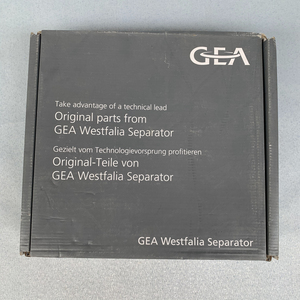 GEA
Take advantage of a technical lead
Original parts from
GEA Westfalia Separator
Gezielt vom Technologievorsprung profitieren
Original-Teile von
GEA Westfalia Separator
GEA Westfalia Separator